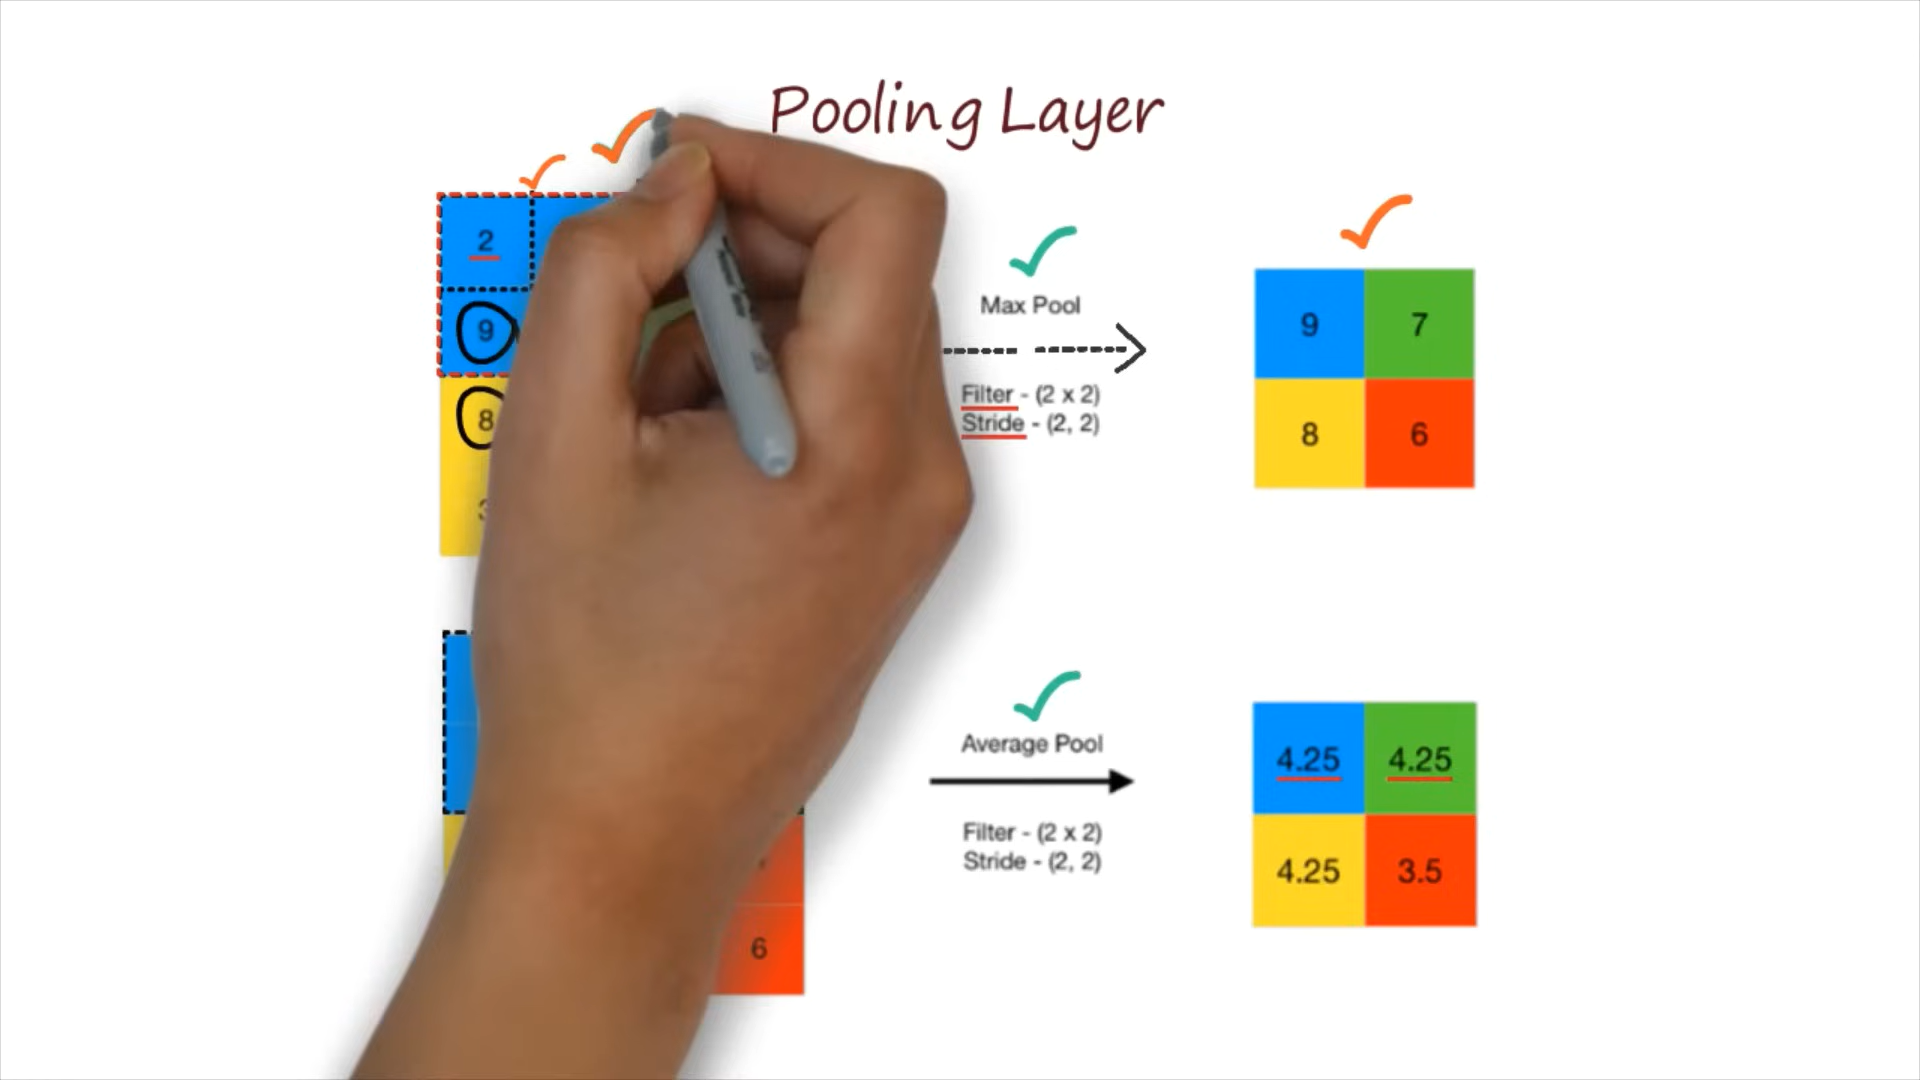 Pooling Layer
2
9
8
Max Pool
Filter - (2 x 2)
Stride - (2, 2)
9 7
8 6
6
Average Pool
Filter - (2 x 2)
Stride - (2, 2)
4.25 4.25
4.25 3.5